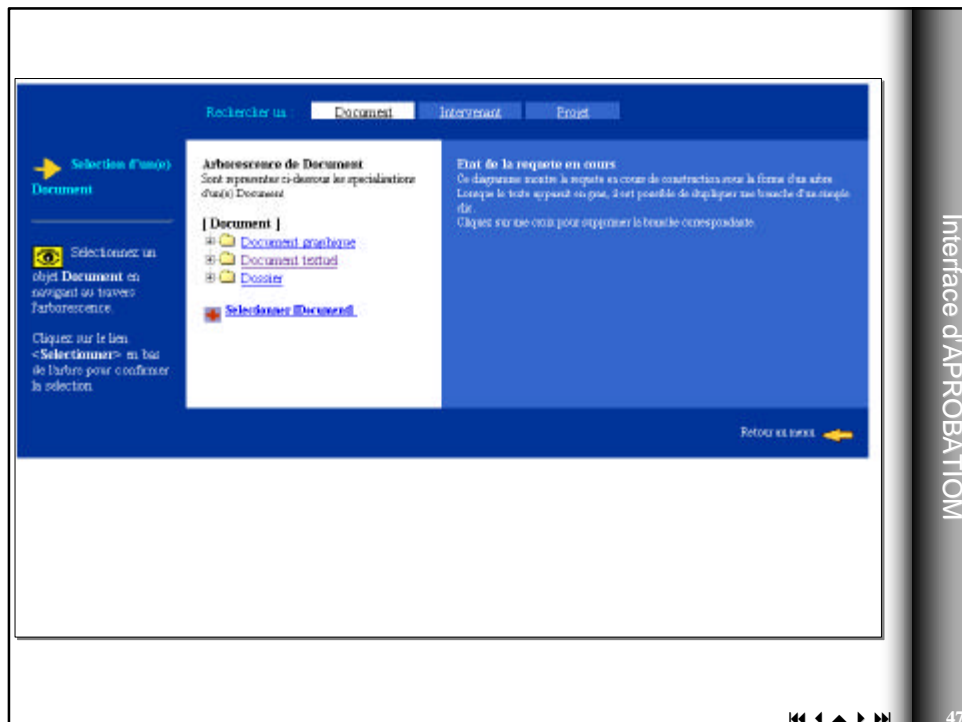 Rechercher un : Document Intervenant Projet
Selection d'un(e)
Document
Sélectionnez un
objet Document en
navigant au travers
l'arborescence.
Cliquez sur le lien
<Selectionner> en bas
de l'arbre pour confirmer
la selection
Arborescence de Document
Sont representer ci-dessous les specialisations
d'un(e) Document
[ Document ]
Document graphique
Document textuel
Dossier
Selectionner [Document]
Etat de la requete en cours
Ce diagramme montre la requete en cours de construction sous la forme d'un arbre
Lorsque le texte apparait en gras, il est possible de dupliquer une branche d'un simple
clic.
Cliquez sur une croix pour supprimer la branche correspondante.
Retour au menu
Interface d'APROBATIOM
47